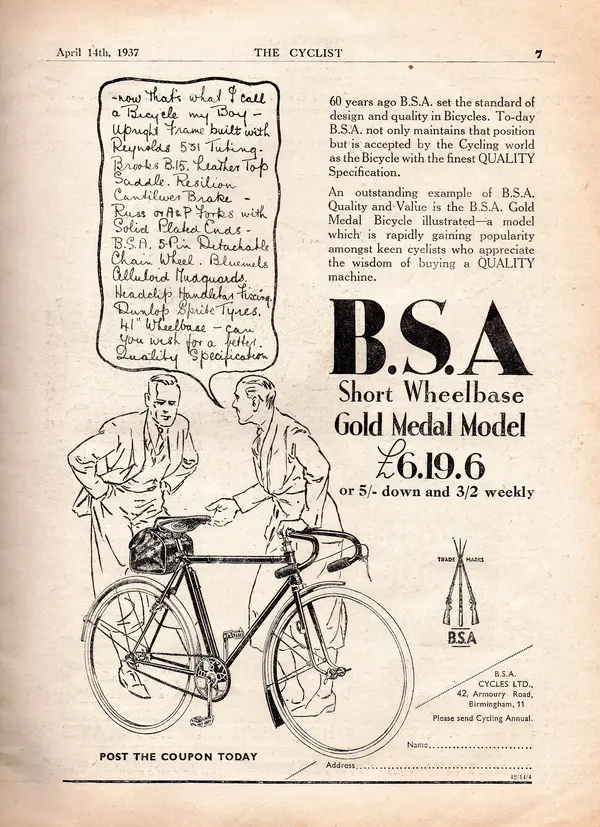 April 14th, 1937
THE CYCLIST
7
-now that's what I call
a Bicycle my Boy -
Upright Frame built with
Reynolds 531 Tubing.
Brooks B.15. Leather Top
Saddle. Resilion
Cantilever Brake -
Russ or A&P Forks with
Solid Plated Ends -
B.S.A. 5-Pin Detachable
Chain Wheel. Bluemels
Celluloid Mudguards.
Headclip Handlebar Fixing.
Dunlop Sprite Tyres.
41" Wheelbase - can
you wish for a better
Quality Specification
60 years ago B.S.A. set the standard of
design and quality in Bicycles. To-day
B.S.A. not only maintains that position
but is accepted by the Cycling world
as the Bicycle with the finest QUALITY
Specification.
An outstanding example of B.S.A.
Quality and Value is the B.S.A. Gold
Medal Bicycle illustrated—a model
which is rapidly gaining popularity
amongst keen cyclists who appreciate
the wisdom of buying a QUALITY
machine.
B.S.A
Short Wheelbase
Gold Medal Model
£6.19.6
or 5/- down and 3/2 weekly
TRADE MARKS
B.S.A
B.S.A.
CYCLES LTD.,
42, Armoury Road,
Birmingham, 11
Please send Cycling Annual.
Name
Address
42/14/4
POST THE COUPON TODAY